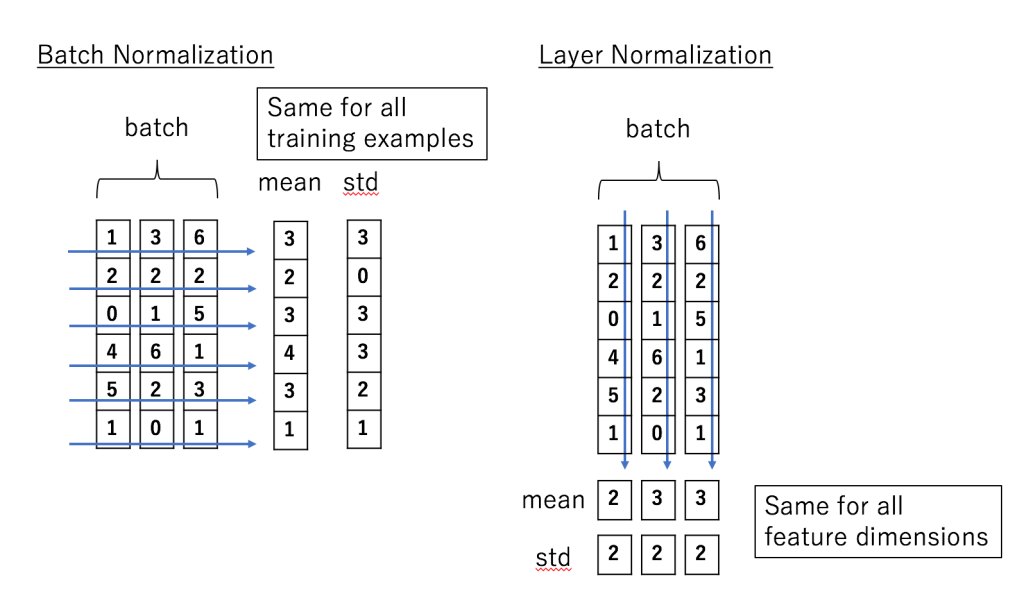 Batch Normalization
Same for all
training examples
batch
mean std
1 3 6 3 3
2 2 2 2 0
0 1 5 3 3
4 6 1 4 3
5 2 3 3 2
1 0 1 1 1
Layer Normalization
batch
1 3 6
2 2 2
0 1 5
4 6 1
5 2 3
1 0 1
mean 2 3 3
std 2 2 2
Same for all
feature dimensions